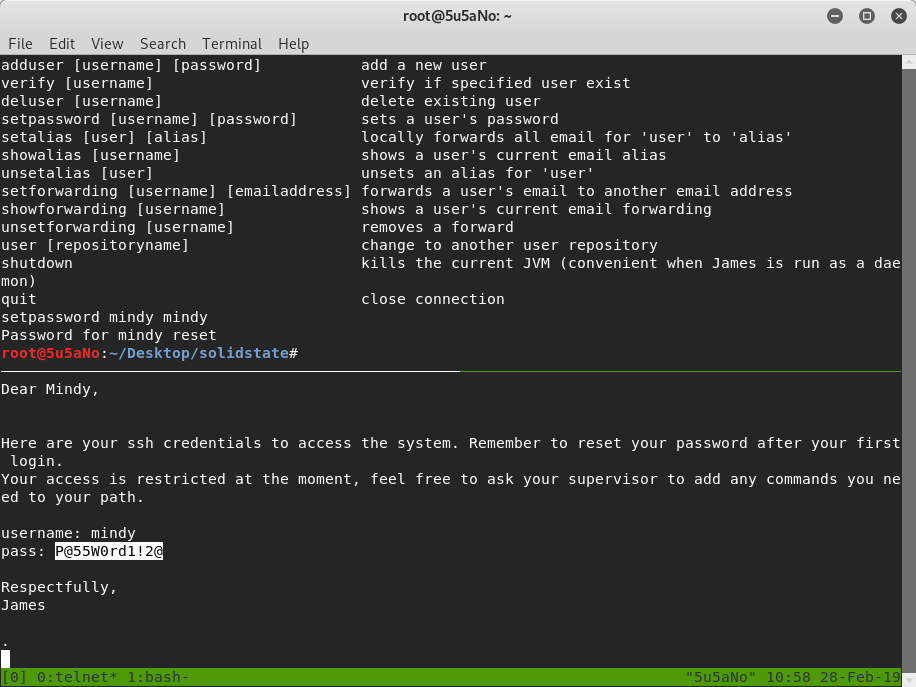 root@5u5aNo: ~
File Edit View Search Terminal Help
adduser [username] [password] add a new user
verify [username] verify if specified user exist
deluser [username] delete existing user
setpassword [username] [password] sets a user's password
setalias [user] [alias] locally forwards all email for 'user' to 'alias'
showalias [username] shows a user's current email alias
unsetalias [user] unsets an alias for 'user'
setforwarding [username] [emailaddress] forwards a user's email to another email address
showforwarding [username] shows a user's current email forwarding
unsetforwarding [username] removes a forward
user [repositoryname] change to another user repository
shutdown kills the current JVM (convenient when James is run as a dae
mon)
quit close connection
setpassword mindy mindy
Password for mindy reset
root@5u5aNo:~/Desktop/solidstate#
Dear Mindy,
Here are your ssh credentials to access the system. Remember to reset your password after your first
login.
Your access is restricted at the moment, feel free to ask your supervisor to add any commands you ne
ed to your path.
username: mindy
pass: P@55W0rd1!2@
Respectfully,
James
.
[0] 0:telnet* 1:bash- "5u5aNo" 10:58 28-Feb-19